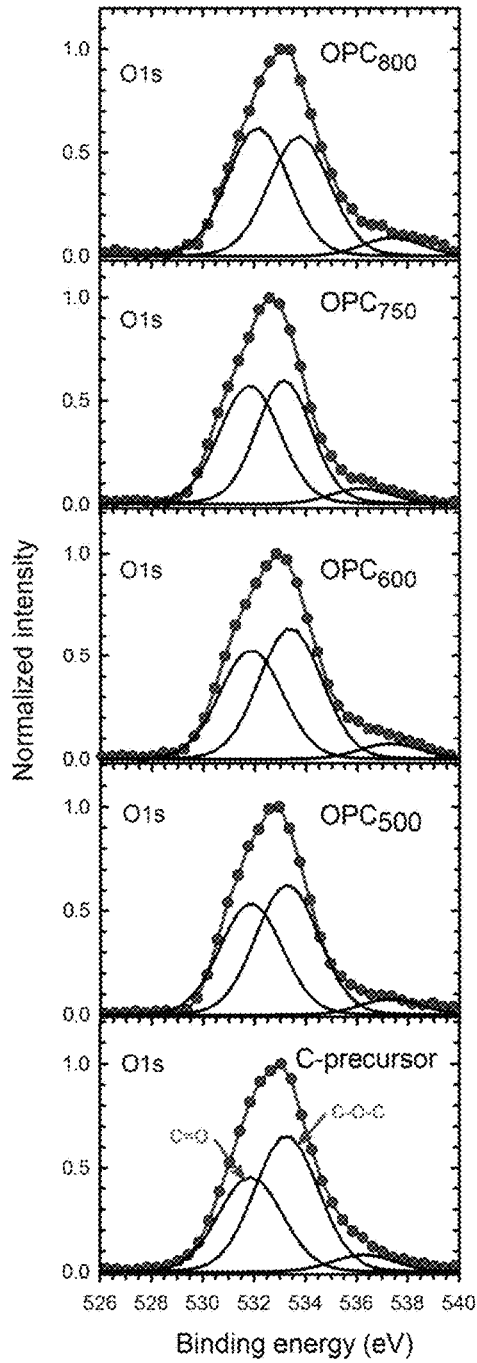 O1s OPC800
1.0
0.5
0.0
O1s OPC750
1.0
0.5
0.0
O1s OPC600
1.0
0.5
0.0
O1s OPC500
1.0
0.5
0.0
O1s C-precursor
1.0
C=O C-O-C
0.5
0.0
Normalized intensity
526 528 530 532 534 536 538 540
Binding energy (eV)